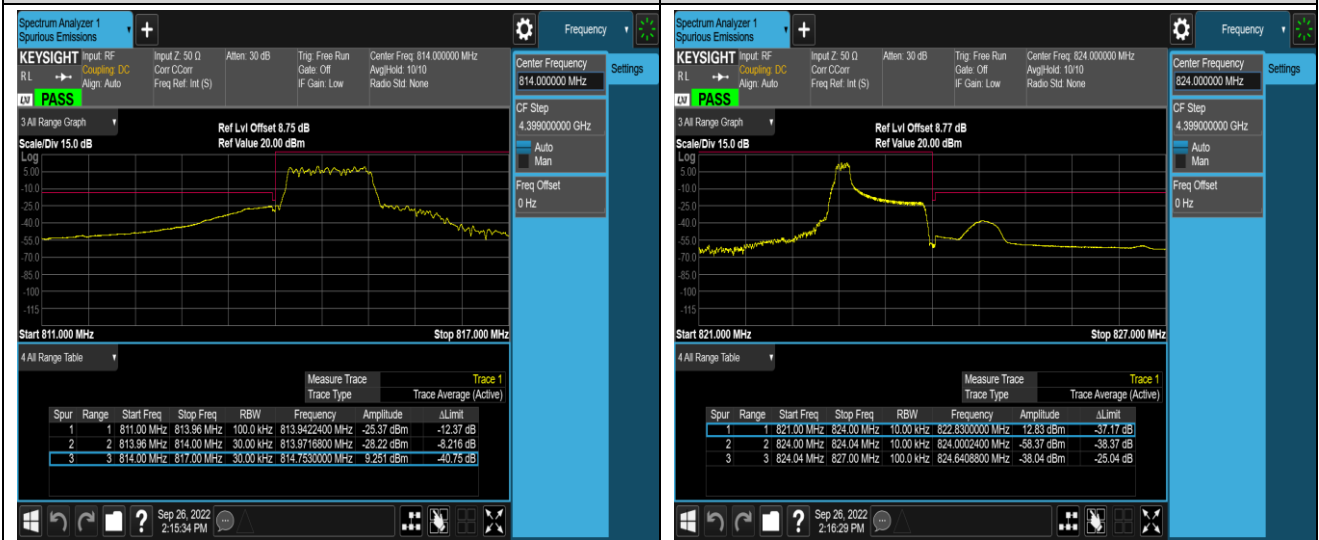 Spectrum Analyzer 1
Spurious Emissions
Frequency
KEYSIGHT Input: RF Input Z: 50 Ω Atten: 30 dB Trig: Free Run Center Freq: 814.000000 MHz
RL Coupling: DC Corr CCorr Gate: Off Avg|Hold: 10/10
Align: Auto Freq Ref: Int (S) IF Gain: Low Radio Std: None
LXI PASS
Center Frequency
814.000000 MHz
Settings
CF Step
4.399000000 GHz
Auto
Man
Freq Offset
0 Hz
3 All Range Graph
Ref Lvl Offset 8.75 dB
Scale/Div 15.0 dB Ref Value 20.00 dBm
Log
5.00
-10.0
-25.0
-40.0
-55.0
-70.0
-85.0
-100
-115
Start 811.000 MHz Stop 817.000 MHz
4 All Range Table
Measure Trace Trace 1
Trace Type Trace Average (Active)
Spur Range Start Freq Stop Freq RBW Frequency Amplitude ΔLimit
1 1 811.00 MHz 813.96 MHz 100.0 kHz 813.9422400 MHz -25.37 dBm -12.37 dB
2 2 813.96 MHz 814.00 MHz 30.00 kHz 813.9716800 MHz -28.22 dBm -8.216 dB
3 3 814.00 MHz 817.00 MHz 30.00 kHz 814.7530000 MHz 9.251 dBm -40.75 dB
Sep 26, 2022
2:15:34 PM
Spectrum Analyzer 1
Spurious Emissions
Frequency
KEYSIGHT Input: RF Input Z: 50 Ω Atten: 30 dB Trig: Free Run Center Freq: 824.000000 MHz
RL Coupling: DC Corr CCorr Gate: Off Avg|Hold: 10/10
Align: Auto Freq Ref: Int (S) IF Gain: Low Radio Std: None
LXI PASS
Center Frequency
824.000000 MHz
Settings
CF Step
4.399000000 GHz
Auto
Man
Freq Offset
0 Hz
3 All Range Graph
Ref Lvl Offset 8.77 dB
Scale/Div 15.0 dB Ref Value 20.00 dBm
Log
5.00
-10.0
-25.0
-40.0
-55.0
-70.0
-85.0
-100
-115
Start 821.000 MHz Stop 827.000 MHz
4 All Range Table
Measure Trace Trace 1
Trace Type Trace Average (Active)
Spur Range Start Freq Stop Freq RBW Frequency Amplitude ΔLimit
1 1 821.00 MHz 824.00 MHz 10.00 kHz 822.8300000 MHz 12.83 dBm -37.17 dB
2 2 824.00 MHz 824.04 MHz 10.00 kHz 824.0002400 MHz -58.37 dBm -38.37 dB
3 3 824.04 MHz 827.00 MHz 100.0 kHz 824.6408800 MHz -38.04 dBm -25.04 dB
Sep 26, 2022
2:16:29 PM